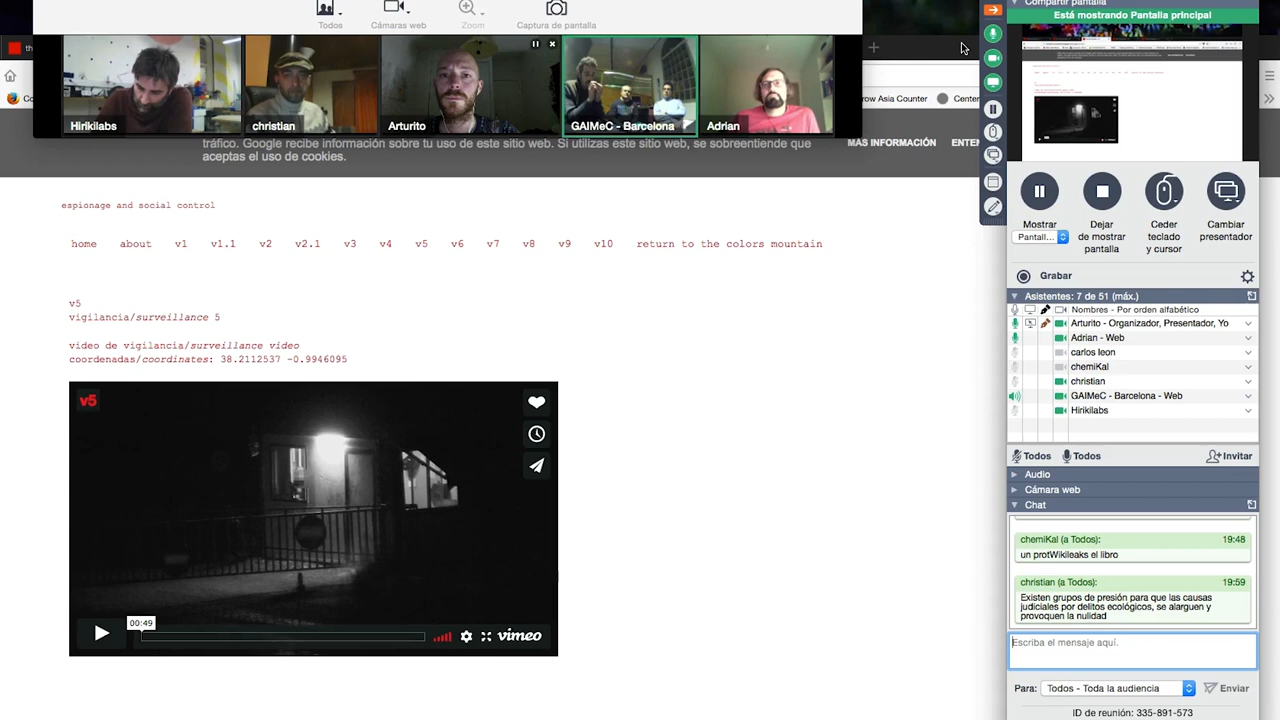 Todos
Cámaras web
Zoom
Captura de pantalla
Hirikilabs
christian
Arturito
GAIMeC - Barcelona
Adrian
row Asia Counter
Center
tráfico. Google recibe información sobre tu uso de este sitio web. Si utilizas este sitio web, se sobreentiende que
aceptas el uso de cookies.
MÁS INFORMACIÓN
ENTEN
espionage and social control
home about v1 v1.1 v2 v2.1 v3 v4 v5 v6 v7 v8 v9 v10 return to the colors mountain
v5
vigilancia/surveillance 5
video de vigilancia/surveillance video
coordenadas/coordinates: 38.2112537 -0.9946095
v5
00:49
vimeo
Compartir pantalla
Está mostrando Pantalla principal
Mostrar
Pantall...
Dejar
de mostrar
pantalla
Ceder
teclado
y cursor
Cambiar
presentador
Grabar
Asistentes: 7 de 51 (máx.)
Nombres - Por orden alfabético
Arturito - Organizador, Presentador, Yo
Adrian - Web
carlos leon
chemiKal
christian
GAIMeC - Barcelona - Web
Hirikilabs
Todos
Todos
Invitar
Audio
Cámara web
Chat
chemiKal (a Todos): 19:48
un protWikileaks el libro
christian (a Todos): 19:59
Existen grupos de presión para que las causas
judiciales por delitos ecológicos, se alarguen y
provoquen la nulidad
Escriba el mensaje aquí.
Para: Todos - Toda la audiencia
Enviar
ID de reunión: 335-891-573